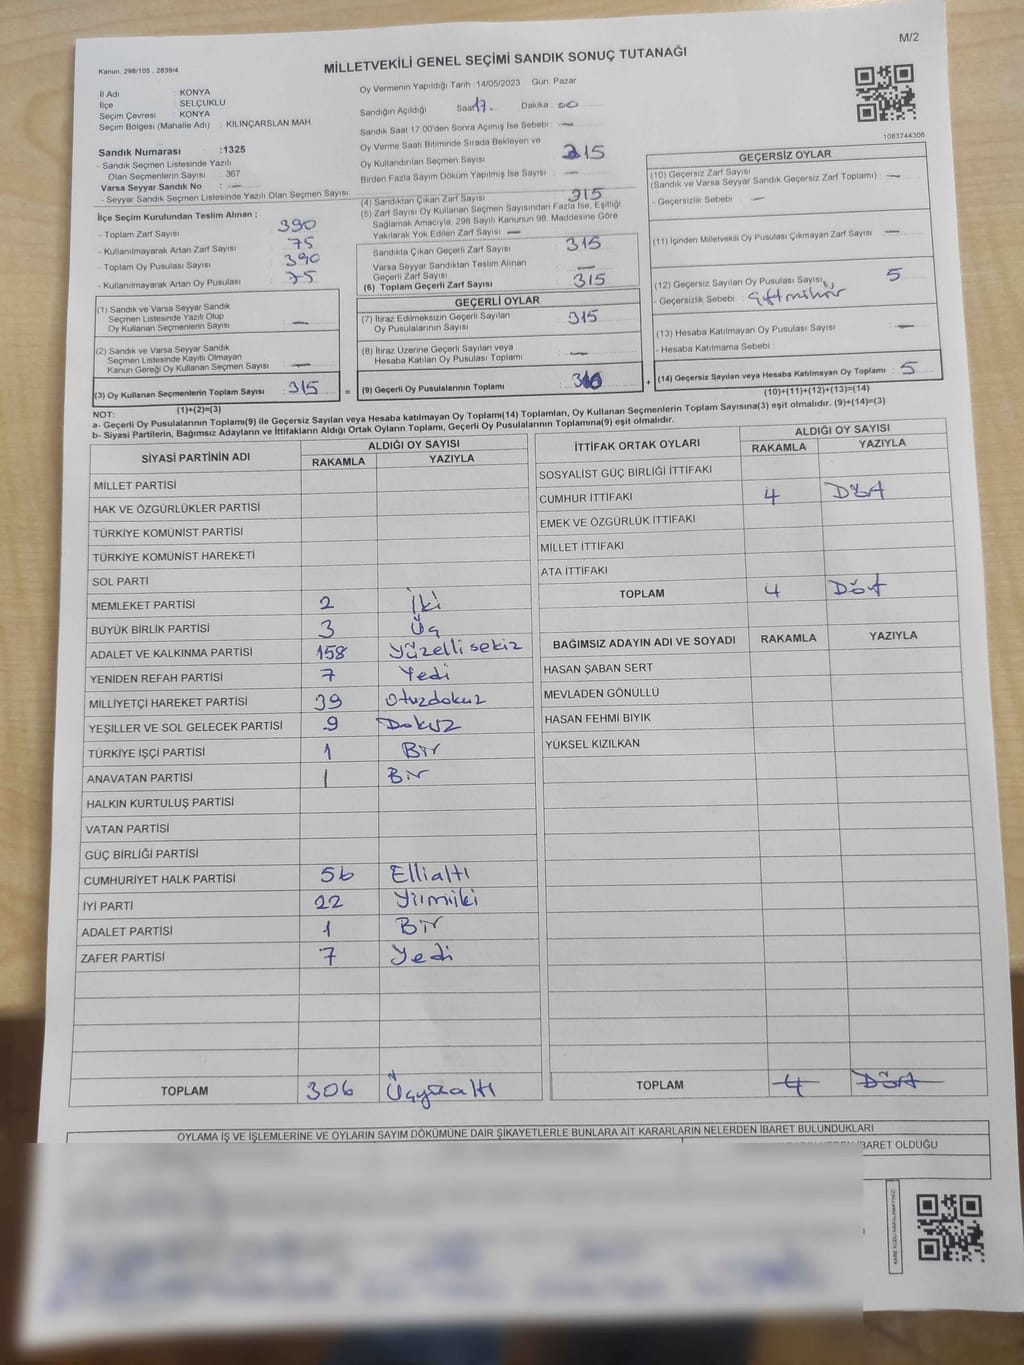 M/2
Kanun, 298/105 , 2839/4
MİLLETVEKİLİ GENEL SEÇİMİ SANDIK SONUÇ TUTANAĞI
İl Adı : KONYA
İlçe : SELÇUKLU
Seçim Çevresi : KONYA
Seçim Bölgesi (Mahalle Adı) : KILINÇARSLAN MAH.
Sandık Numarası :1325
- Sandık Seçmen Listesinde Yazılı
Olan Seçmenlerin Sayısı : 367
Varsa Seyyar Sandık No : —
- Seyyar Sandık Seçmen Listesinde Yazılı Olan Seçmen Sayısı:
Oy Vermenin Yapıldığı Tarih : 14/05/2023 Gün: Pazar
Sandığın Açıldığı Saat 17. Dakika : 00
Sandık Saat 17.00'den Sonra Açımış İse Sebebi : —
Oy Verme Saati Bitiminde Sırada Bekleyen ve
Oy Kullandırılan Seçmen Sayısı : 315
Birden Fazla Sayım Döküm Yapılmış İse Sayısı : —
1083744306
İlçe Seçim Kurulundan Teslim Alınan ;
- Toplam Zarf Sayısı : 390
- Kullanılmayarak Artan Zarf Sayısı : 75
- Toplam Oy Pusulası Sayısı : 390
- Kullanılmayarak Artan Oy Pusulası : 75
(4) Sandıktan Çıkan Zarf Sayısı : 315
(5) Zarf Sayısı Oy Kullanan Seçmen Sayısından Fazla İse, Eşitliği
Sağlamak Amacıyla; 298 Sayılı Kanunun 98. Maddesine Göre
Yakılarak Yok Edilen Zarf Sayısı : —
Sandıkta Çıkan Geçerli Zarf Sayısı : 315
Varsa Seyyar Sandıktan Teslim Alınan
Geçerli Zarf Sayısı : —
(6) Toplam Geçerli Zarf Sayısı : 315
GEÇERSİZ OYLAR
(10) Geçersiz Zarf Sayısı
(Sandık ve Varsa Seyyar Sandık Geçersiz Zarf Toplamı) : —
- Geçersizlik Sebebi : —
(11) İçinden Milletvekili Oy Pusulası Çıkmayan Zarf Sayısı : —
(12) Geçersiz Sayılan Oy Pusulası Sayısı : 5
- Geçersizlik Sebebi : Çift mühür
(13) Hesaba Katılmayan Oy Pusulası Sayısı : —
- Hesaba Katılmama Sebebi :
(14) Geçersiz Sayılan veya Hesaba Katılmayan Oy Toplamı : 5
(10)+(11)+(12)+(13)=(14)
(1) Sandık ve Varsa Seyyar Sandık
Seçmen Listesinde Yazılı Olup
Oy Kullanan Seçmenlerin Sayısı : —
(2) Sandık ve Varsa Seyyar Sandık
Seçmen Listesinde Kayıtlı Olmayan
Kanun Gereği Oy Kullanan Seçmen Sayısı : —
(3) Oy Kullanan Seçmenlerin Toplam Sayısı : 315
(1)+(2)=(3)
=
GEÇERLİ OYLAR
(7) İtiraz Edilmeksizin Geçerli Sayılan
Oy Pusulalarının Sayısı : 315
(8) İtiraz Üzerine Geçerli Sayılan veya
Hesaba Katılan Oy Pusulası Toplamı : —
(9) Geçerli Oy Pusulalarının Toplamı :
+
NOT:
a- Geçerli Oy Pusulalarının Toplamı(9) ile Geçersiz Sayılan veya Hesaba katılmayan Oy Toplamı(14) Toplamları, Oy Kullanan Seçmenlerin Toplam Sayısına(3) eşit olmalıdır. (9)+(14)=(3)
b- Siyasi Partilerin, Bağımsız Adayların ve İttifakların Aldığı Ortak Oyların Toplamı, Geçerli Oy Pusulalarının Toplamına(9) eşit olmalıdır.
SİYASİ PARTİNİN ADI ALDIĞI OY SAYISI
RAKAMLA YAZIYLA
MİLLET PARTİSİ
HAK VE ÖZGÜRLÜKLER PARTİSİ
TÜRKİYE KOMÜNİST PARTİSİ
TÜRKİYE KOMÜNİST HAREKETİ
SOL PARTİ
MEMLEKET PARTİSİ 2 İki
BÜYÜK BİRLİK PARTİSİ 3 Üç
ADALET VE KALKINMA PARTİSİ 158 Yüzellisekiz
YENİDEN REFAH PARTİSİ 7 Yedi
MİLLİYETÇİ HAREKET PARTİSİ 39 Otuzdokuz
YEŞİLLER VE SOL GELECEK PARTİSİ 9 Dokuz
TÜRKİYE İŞÇİ PARTİSİ 1 Bir
ANAVATAN PARTİSİ 1 Bir
HALKIN KURTULUŞ PARTİSİ
VATAN PARTİSİ
GÜÇ BİRLİĞİ PARTİSİ
CUMHURİYET HALK PARTİSİ 56 Ellialtı
İYİ PARTİ 22 Yirmiiki
ADALET PARTİSİ 1 Bir
ZAFER PARTİSİ 7 Yedi
TOPLAM 306 Üçyüzaltı
İTTİFAK ORTAK OYLARI ALDIĞI OY SAYISI
RAKAMLA YAZIYLA
SOSYALİST GÜÇ BİRLİĞİ İTTİFAKI
CUMHUR İTTİFAKI 4 Dört
EMEK VE ÖZGÜRLÜK İTTİFAKI
MİLLET İTTİFAKI
ATA İTTİFAKI
TOPLAM 4 Dört
BAĞIMSIZ ADAYIN ADI VE SOYADI RAKAMLA YAZIYLA
HASAN ŞABAN SERT
MEVLADEN GÖNÜLLÜ
HASAN FEHMİ BIYIK
YÜKSEL KIZILKAN
TOPLAM 4 Dört
OYLAMA İŞ VE İŞLEMLERİNE VE OYLARIN SAYIM DÖKÜMÜNE DAİR ŞİKAYETLERLE BUNLARA AİT KARARLARIN NELERDEN İBARET BULUNDUKLARI
İBARET OLDUĞU
KARE KODU KARALAMAYINIZ